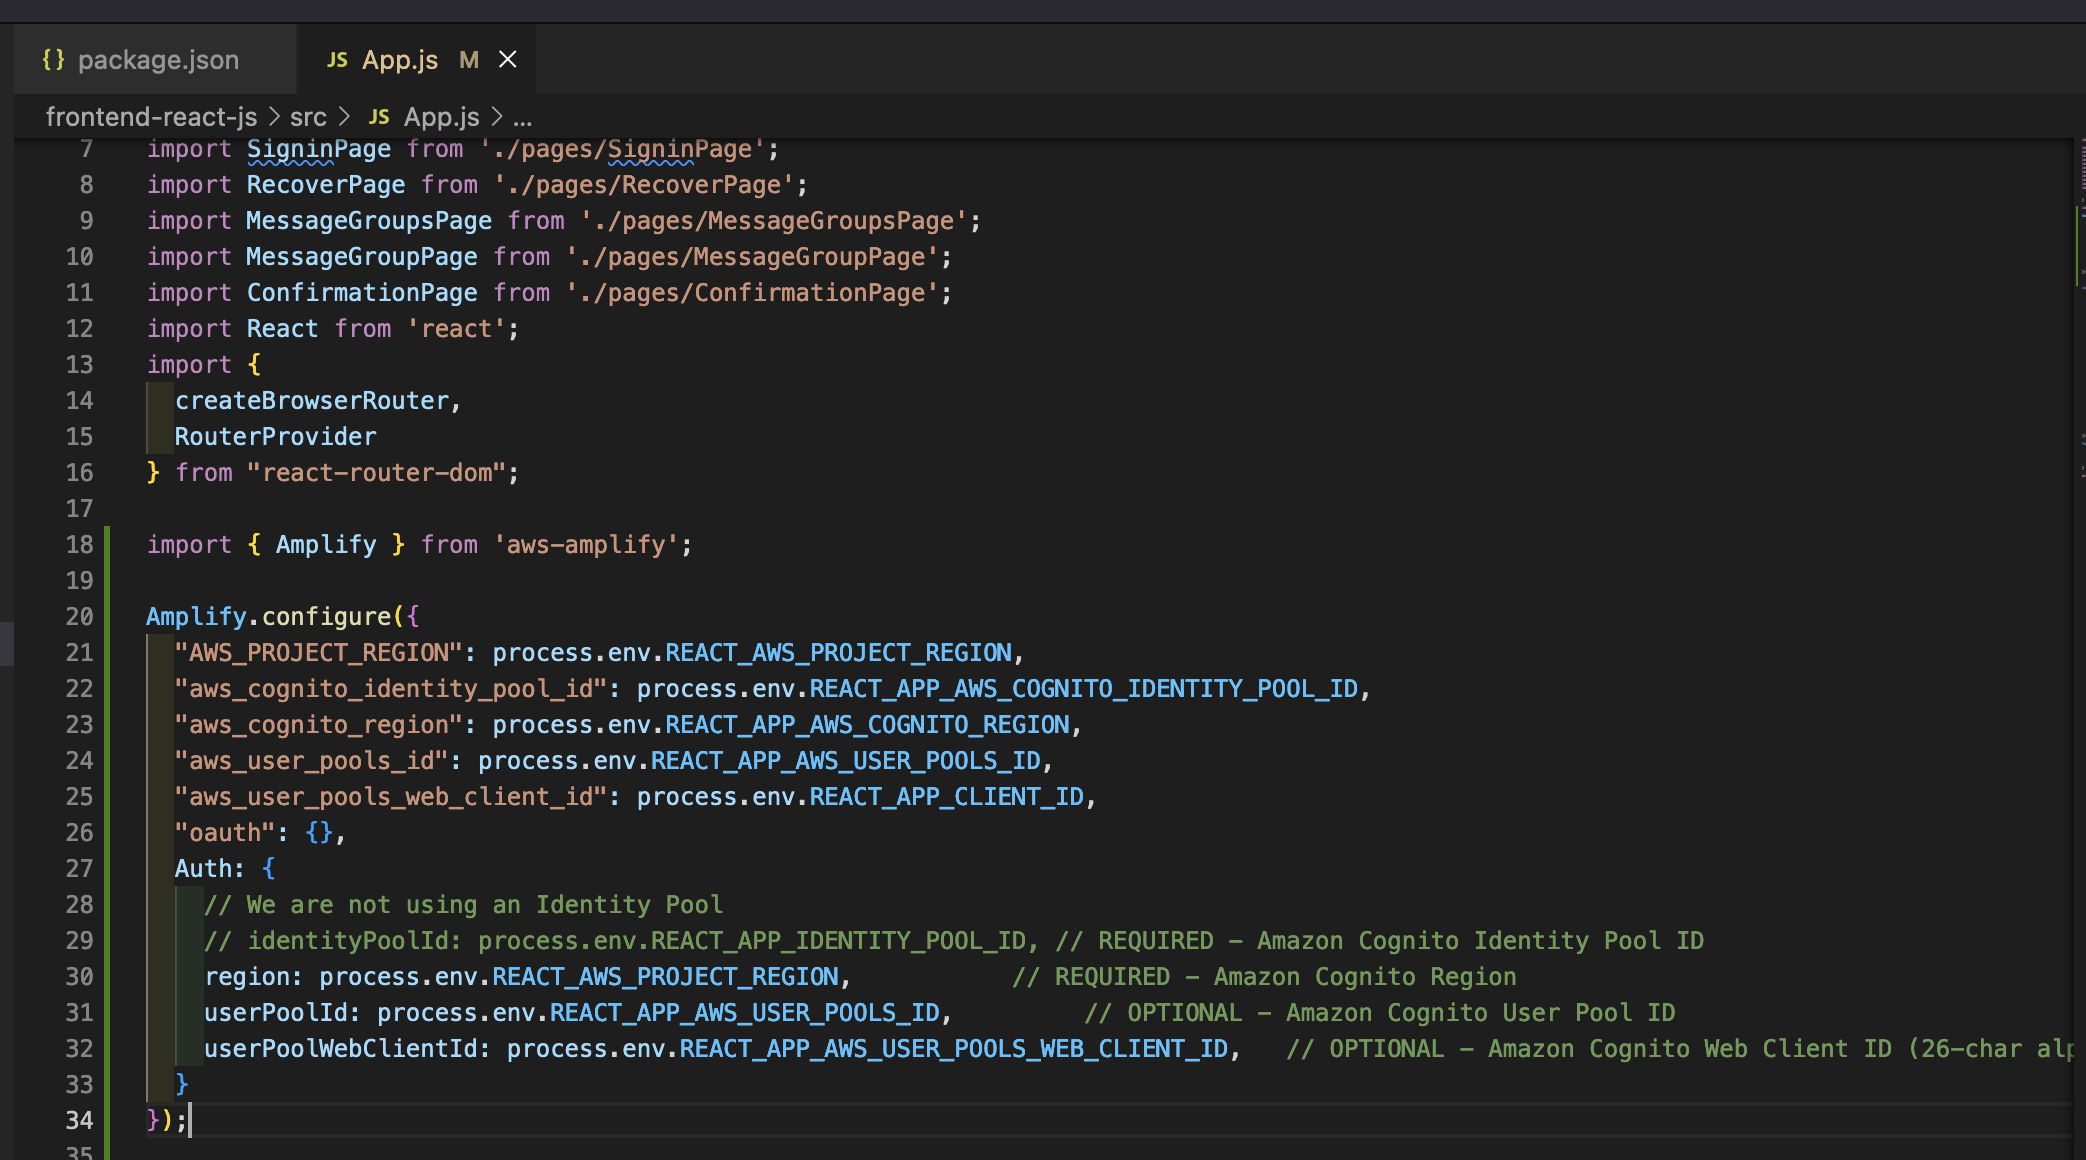 {} package.json JS App.js M ×
frontend-react-js > src > JS App.js > ...
7 import SigninPage from './pages/SigninPage';
8 import RecoverPage from './pages/RecoverPage';
9 import MessageGroupsPage from './pages/MessageGroupsPage';
10 import MessageGroupPage from './pages/MessageGroupPage';
11 import ConfirmationPage from './pages/ConfirmationPage';
12 import React from 'react';
13 import {
14 createBrowserRouter,
15 RouterProvider
16 } from "react-router-dom";
17
18 import { Amplify } from 'aws-amplify';
19
20 Amplify.configure({
21 "AWS_PROJECT_REGION": process.env.REACT_AWS_PROJECT_REGION,
22 "aws_cognito_identity_pool_id": process.env.REACT_APP_AWS_COGNITO_IDENTITY_POOL_ID,
23 "aws_cognito_region": process.env.REACT_APP_AWS_COGNITO_REGION,
24 "aws_user_pools_id": process.env.REACT_APP_AWS_USER_POOLS_ID,
25 "aws_user_pools_web_client_id": process.env.REACT_APP_CLIENT_ID,
26 "oauth": {},
27 Auth: {
28 // We are not using an Identity Pool
29 // identityPoolId: process.env.REACT_APP_IDENTITY_POOL_ID, // REQUIRED - Amazon Cognito Identity Pool ID
30 region: process.env.REACT_AWS_PROJECT_REGION, // REQUIRED - Amazon Cognito Region
31 userPoolId: process.env.REACT_APP_AWS_USER_POOLS_ID, // OPTIONAL - Amazon Cognito User Pool ID
32 userPoolWebClientId: process.env.REACT_APP_AWS_USER_POOLS_WEB_CLIENT_ID, // OPTIONAL - Amazon Cognito Web Client ID (26-char alp
33 }
34 });
35